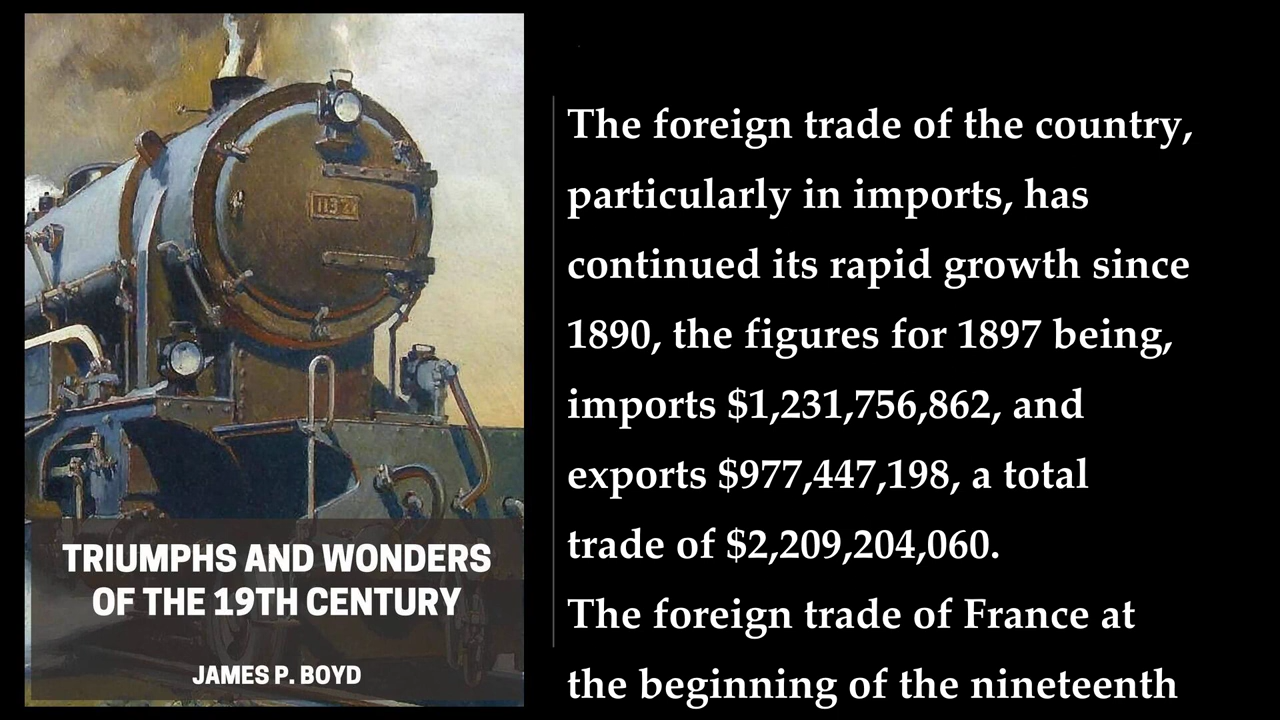 TRIUMPHS AND WONDERS
OF THE 19TH CENTURY
JAMES P. BOYD
The foreign trade of the country,
particularly in imports, has
continued its rapid growth since
1890, the figures for 1897 being,
imports $1,231,756,862, and
exports $977,447,198, a total
trade of $2,209,204,060.
The foreign trade of France at
the beginning of the nineteenth